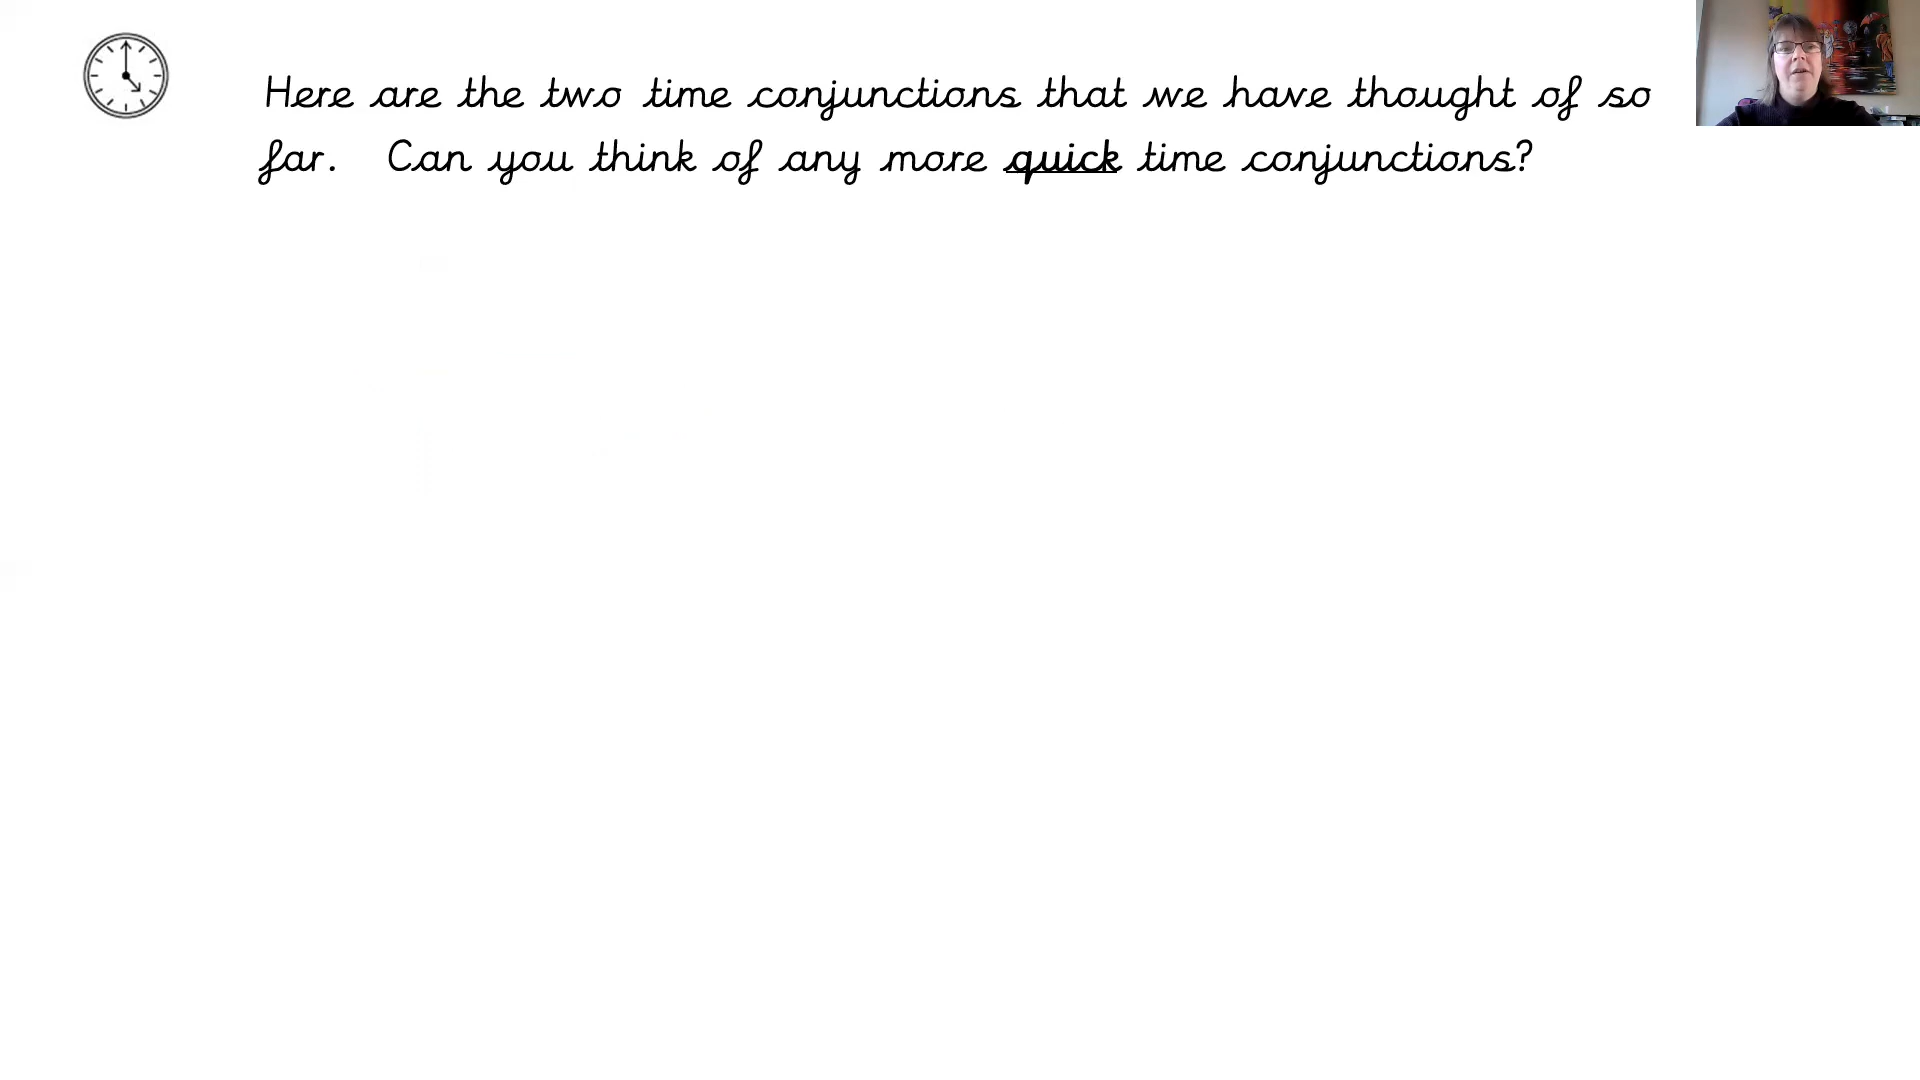 Here are the two time conjunctions that we have thought of so
far. Can you think of any more quick time conjunctions?